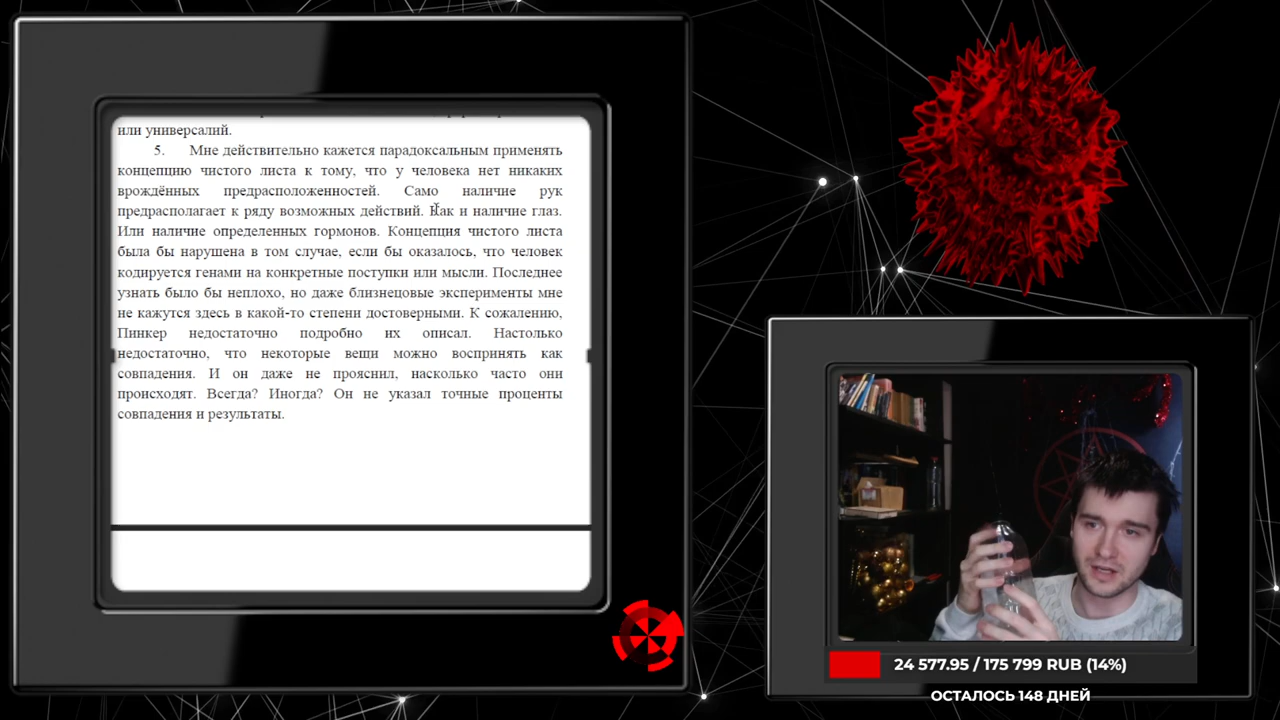 или универсалий.
5. Мне действительно кажется парадоксальным применять
концепцию чистого листа к тому, что у человека нет никаких
врождённых предрасположенностей. Само наличие рук
предрасполагает к ряду возможных действий. Как и наличие глаз.
Или наличие определенных гормонов. Концепция чистого листа
была бы нарушена в том случае, если бы оказалось, что человек
кодируется генами на конкретные поступки или мысли. Последнее
узнать было бы неплохо, но даже близнецовые эксперименты мне
не кажутся здесь в какой-то степени достоверными. К сожалению,
Пинкер недостаточно подробно их описал. Настолько
недостаточно, что некоторые вещи можно воспринять как
совпадения. И он даже не прояснил, насколько часто они
происходят. Всегда? Иногда? Он не указал точные проценты
совпадения и результаты.
24 577.95 / 175 799 RUB (14%)
ОСТАЛОСЬ 148 ДНЕЙ